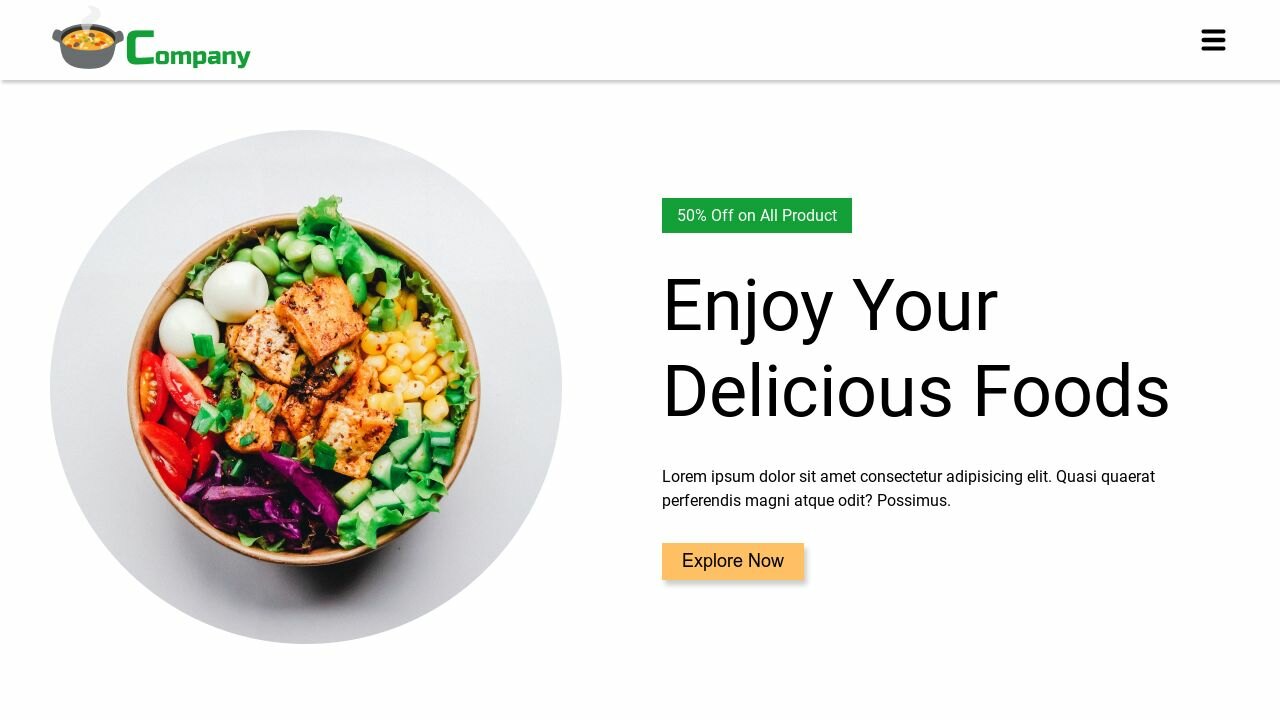 Company
50% Off on All Product
Enjoy Your
Delicious Foods
Lorem ipsum dolor sit amet consectetur adipisicing elit. Quasi quaerat
perferendis magni atque odit? Possimus.
Explore Now